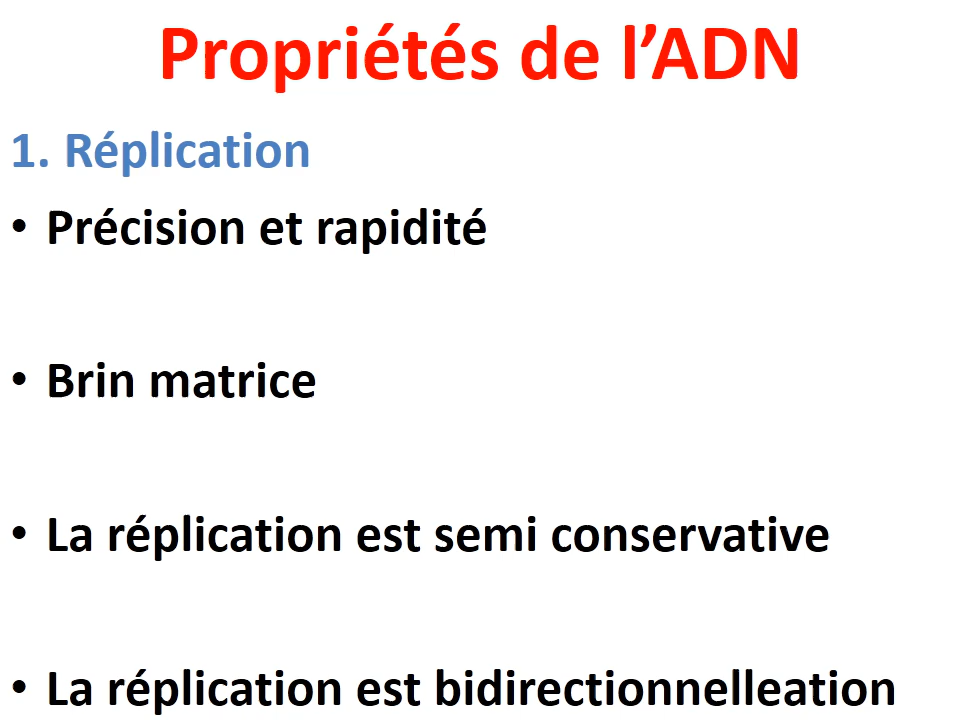 Propriétés de l’ADN
1. Réplication
• Précision et rapidité
• Brin matrice
• La réplication est semi conservative
• La réplication est bidirectionnelleation